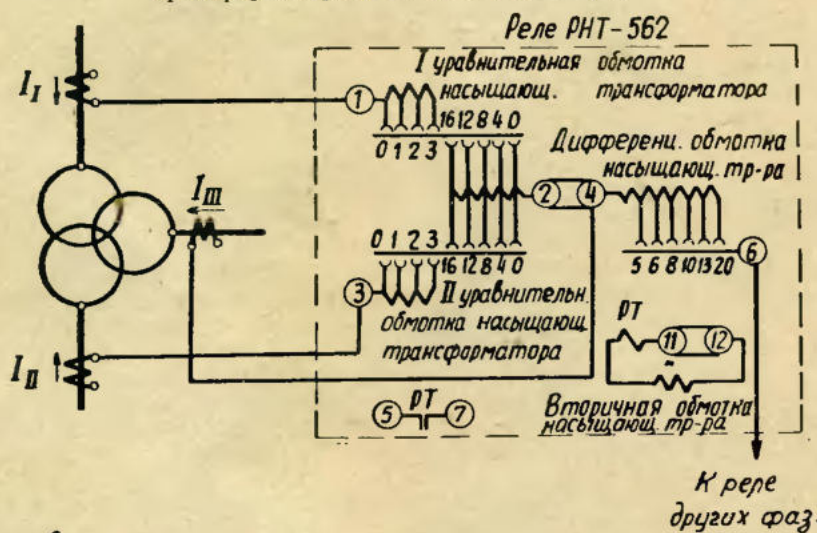 Реле РНТ-562
I уравнительная обмотка
насыщающ. трансформатора
I_I
1
16 12 8 4 0
0 1 2 3
Дифференц. обмотка
насыщающ. тр-ра
I_III
2
4
0 1 2 3
16 12 8 4 0
5 6 8 10 13 20
6
3
II уравнительн.
обмотка насыщающ.
трансформатора
РТ
11
12
I_II
РТ
5
7
Вторичная обмотка
насыщающ. тр-ра
К реле
других фаз